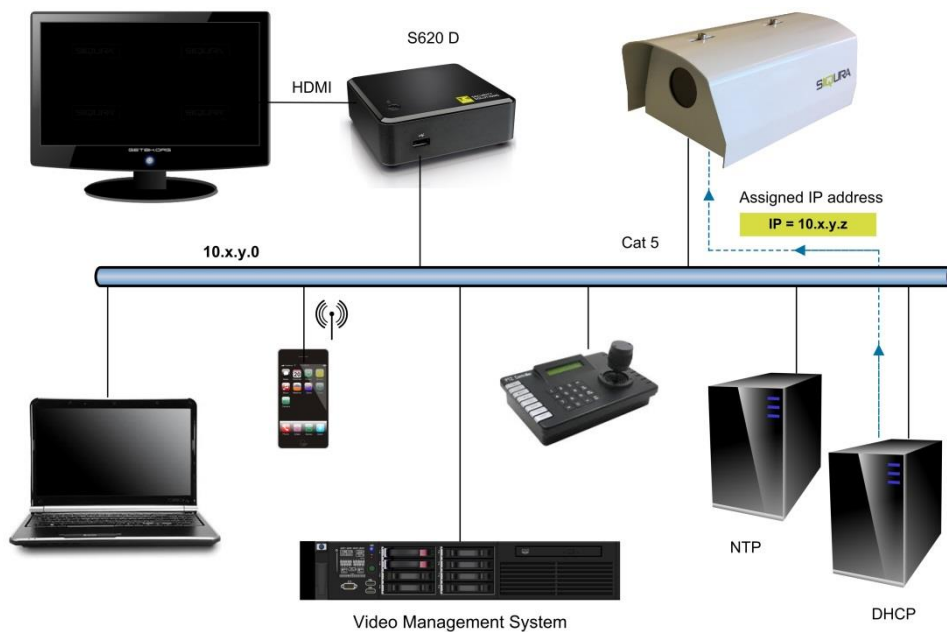 S620 D
HDMI
SIQURA
Assigned IP address
IP = 10.x.y.z
Cat 5
10.x.y.0
NTP
DHCP
Video Management System